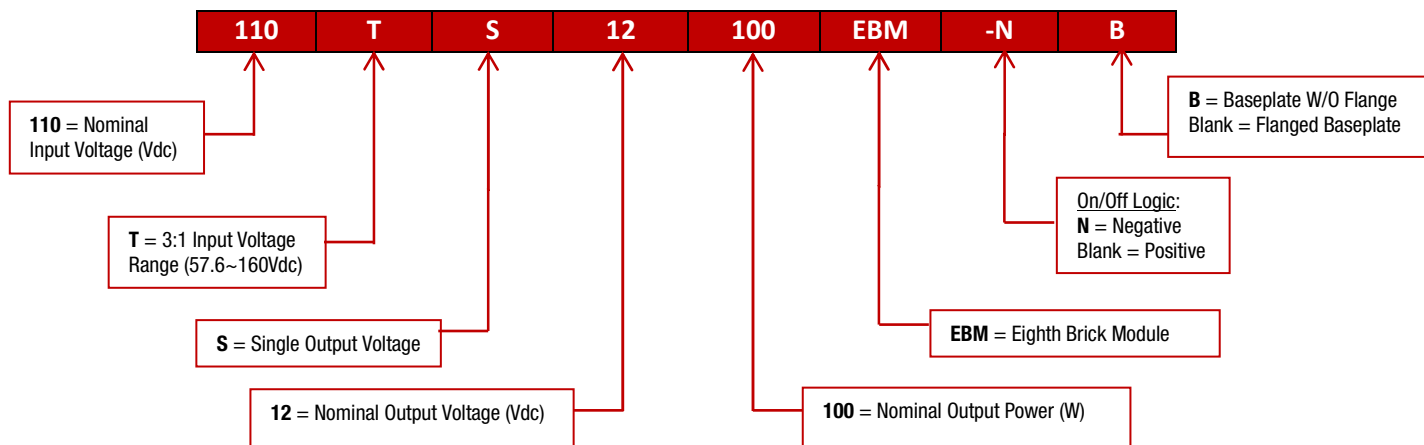 110 T S 12 100 EBM -N B
110 = Nominal
Input Voltage (Vdc)
T = 3:1 Input Voltage
Range (57.6~160Vdc)
S = Single Output Voltage
12 = Nominal Output Voltage (Vdc)
100 = Nominal Output Power (W)
EBM = Eighth Brick Module
On/Off Logic:
N = Negative
Blank = Positive
B = Baseplate W/O Flange
Blank = Flanged Baseplate